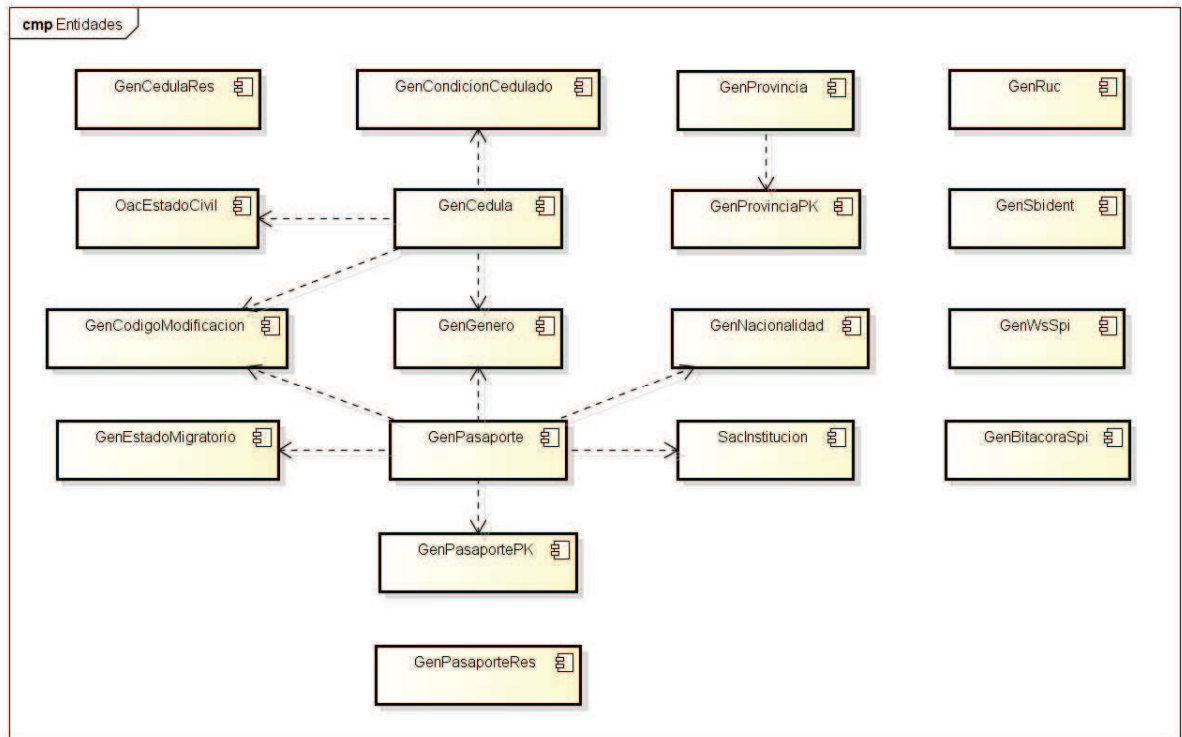 cmp Entidades
GenCedulaRes
GenCondicionCedulado
GenProvincia
GenRuc
OacEstadoCivil
GenCedula
GenProvinciaPK
GenSbident
GenCodigoModificacion
GenGenero
GenNacionalidad
GenWsSpi
GenEstadoMigratorio
GenPasaporte
SacInstitucion
GenBitacoraSpi
GenPasaportePK
GenPasaporteRes